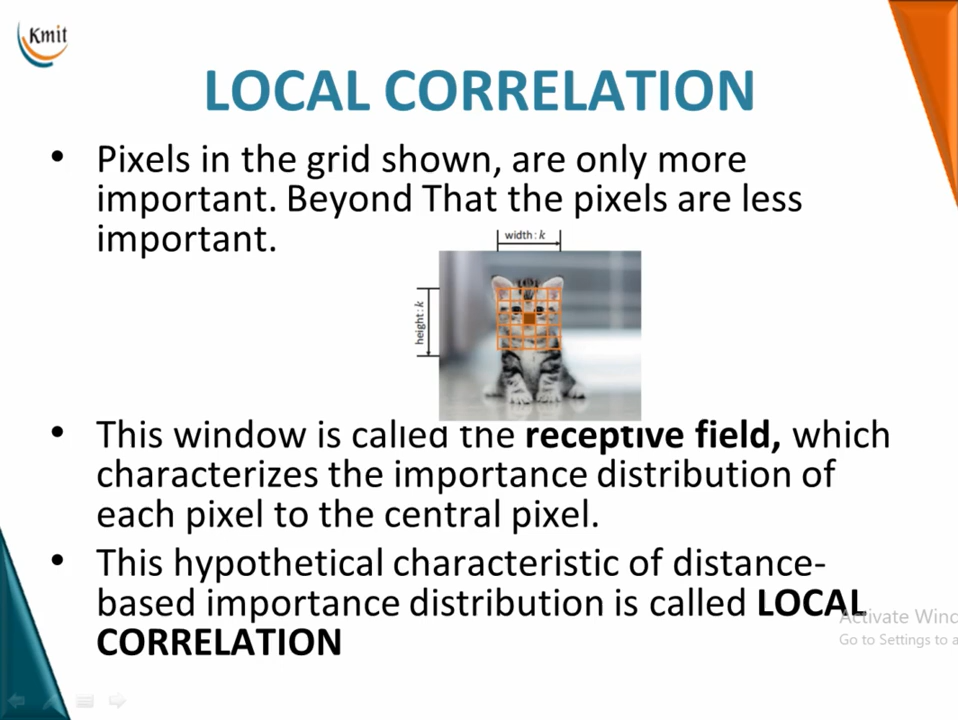 Kmit
LOCAL CORRELATION
• Pixels in the grid shown, are only more
important. Beyond That the pixels are less
important.
width: k
height: k
• This window is called the receptive field, which
characterizes the importance distribution of
each pixel to the central pixel.
• This hypothetical characteristic of distance-
based importance distribution is called LOCAL
CORRELATION
Activate Winc
Go to Settings to a